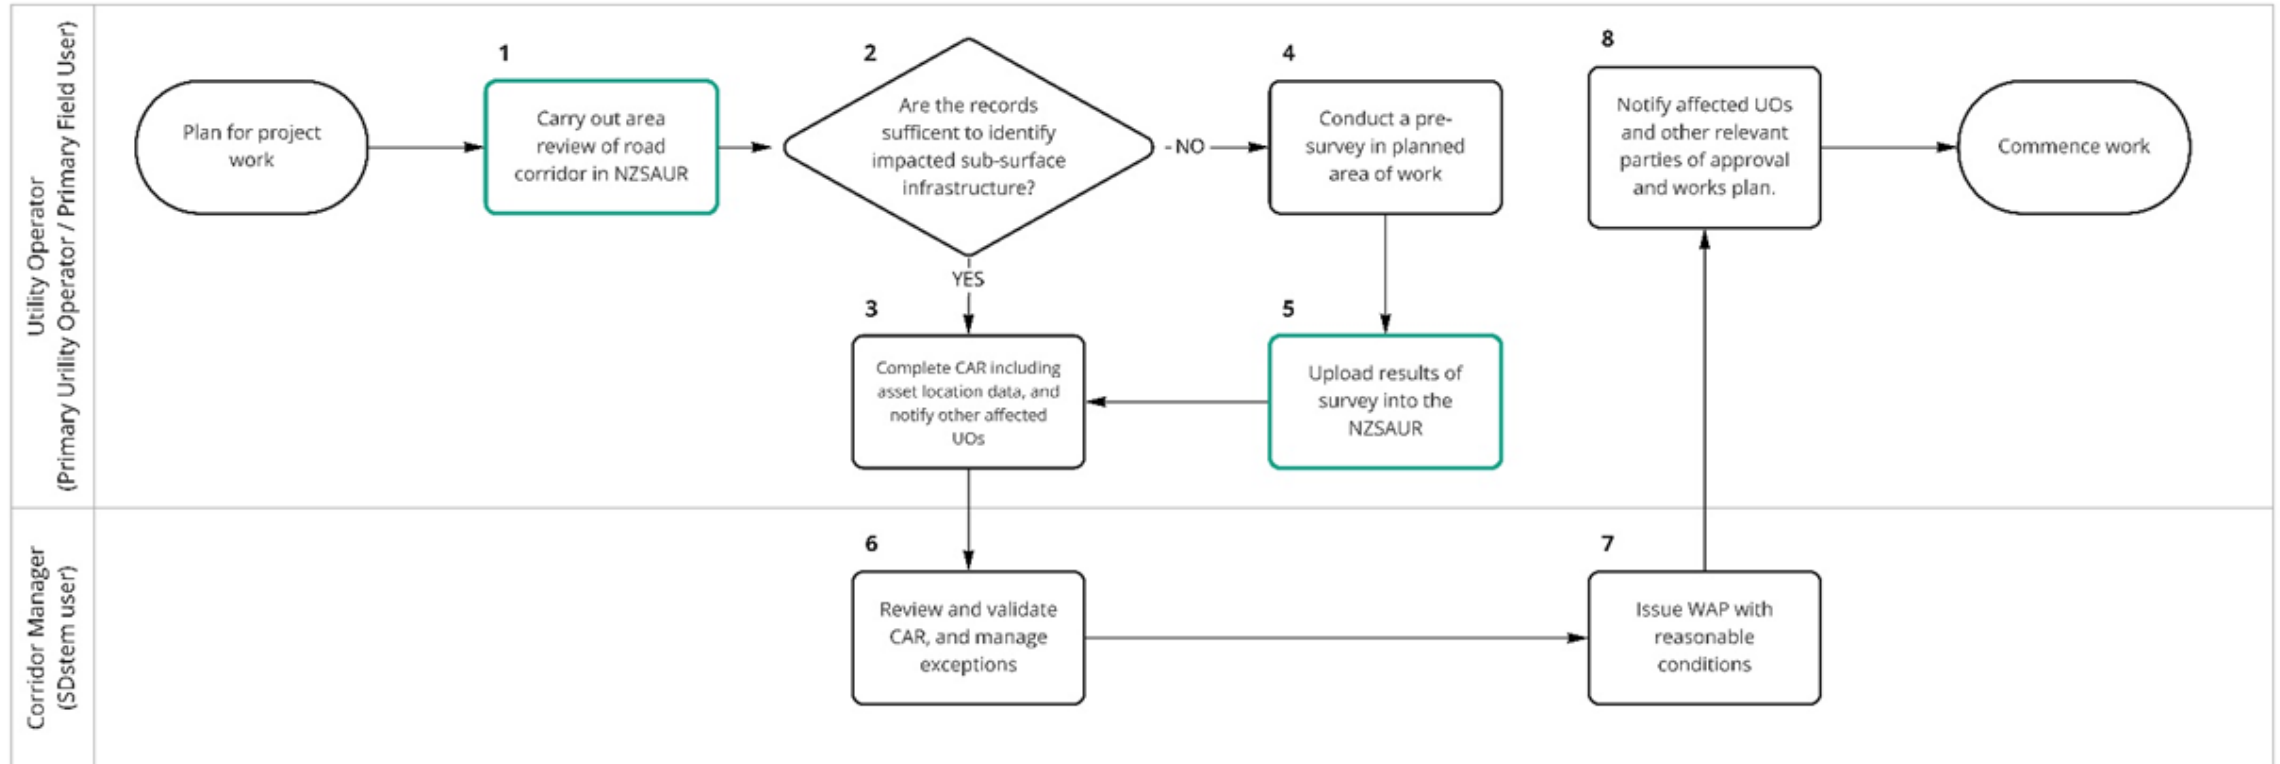 Utility Operator
(Primary Urility Operator / Primary Field User)
Plan for project
work
1
Carry out area
review of road
corridor in NZSAUR
2
Are the records
sufficent to identify
impacted sub-surface
infrastructure?
- NO
YES
4
Conduct a pre-
survey in planned
area of work
3
Complete CAR including
asset location data, and
notify other affected
UOs
5
Upload results of
survey into the
NZSAUR
8
Notify affected UOs
and other relevant
parties of approval
and works plan.
Commence work
Corridor Manager
(SDstem user)
6
Review and validate
CAR, and manage
exceptions
7
Issue WAP with
reasonable
conditions